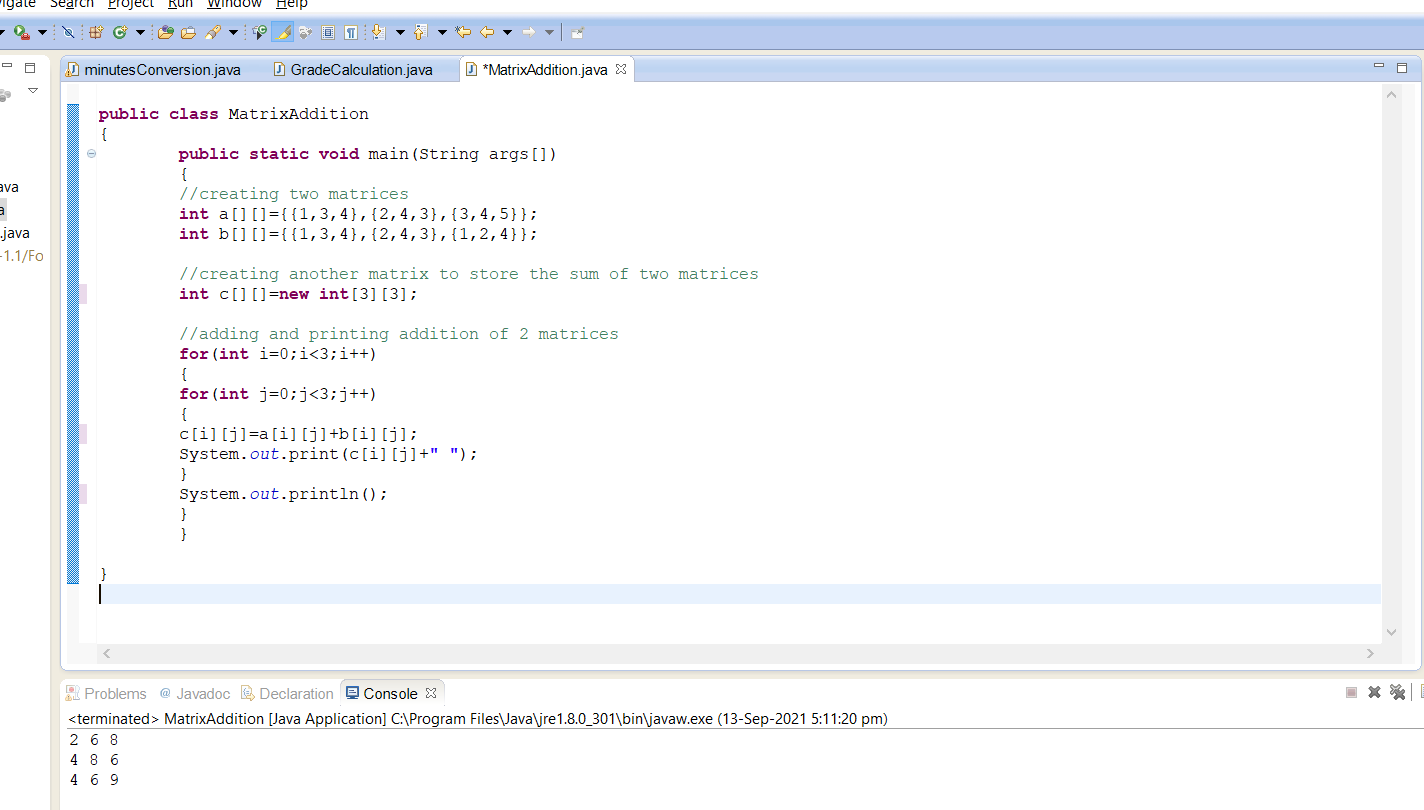 Search Project Run Window Help
minutesConversion.java GradeCalculation.java *MatrixAddition.java
public class MatrixAddition
{
public static void main(String args[])
{
//creating two matrices
int a[][]={{1,3,4},{2,4,3},{3,4,5}};
int b[][]={{1,3,4},{2,4,3},{1,2,4}};
//creating another matrix to store the sum of two matrices
int c[][]=new int[3][3];
//adding and printing addition of 2 matrices
for(int i=0;i<3;i++)
{
for(int j=0;j<3;j++)
{
c[i][j]=a[i][j]+b[i][j];
System.out.print(c[i][j]+" ");
}
System.out.println();
}
}
}
ava
a
.java
-1.1/Fo
Problems @ Javadoc Declaration Console
<terminated> MatrixAddition [Java Application] C:\Program Files\Java\jre1.8.0_301\bin\javaw.exe (13-Sep-2021 5:11:20 pm)
2 6 8
4 8 6
4 6 9